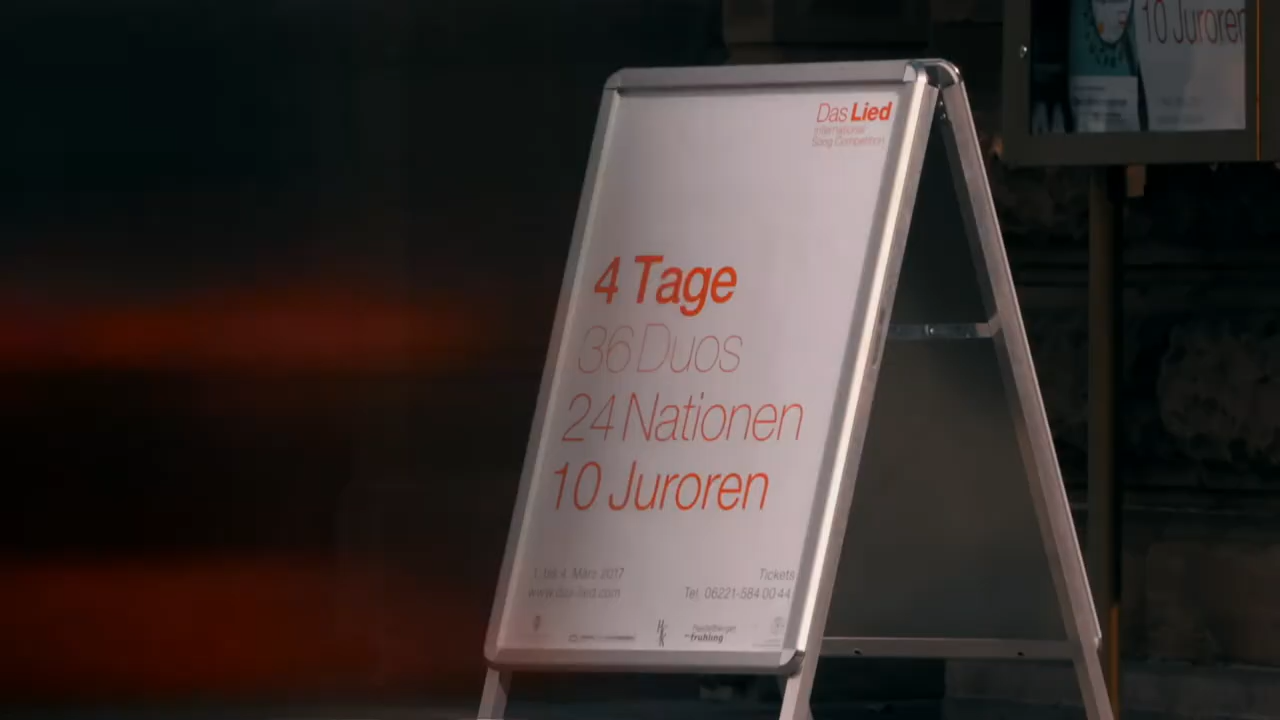 Das Lied
International
Song Competition
4 Tage
36 Duos
24 Nationen
10 Juroren
1. bis 4. März 2017
www.das-lied.com
Tickets
Tel. 06221-584 00 44
Heidelberger
frühling
10 Juroren